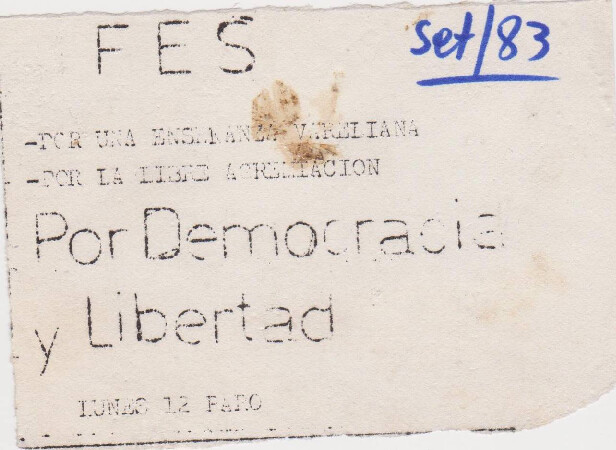 FES
Set/83
-POR UNA ENSEÑANZA VARELIANA
-POR LA LIBRE AGREMIACION
Por Democracia
y Libertad
LUNES 12 PARO